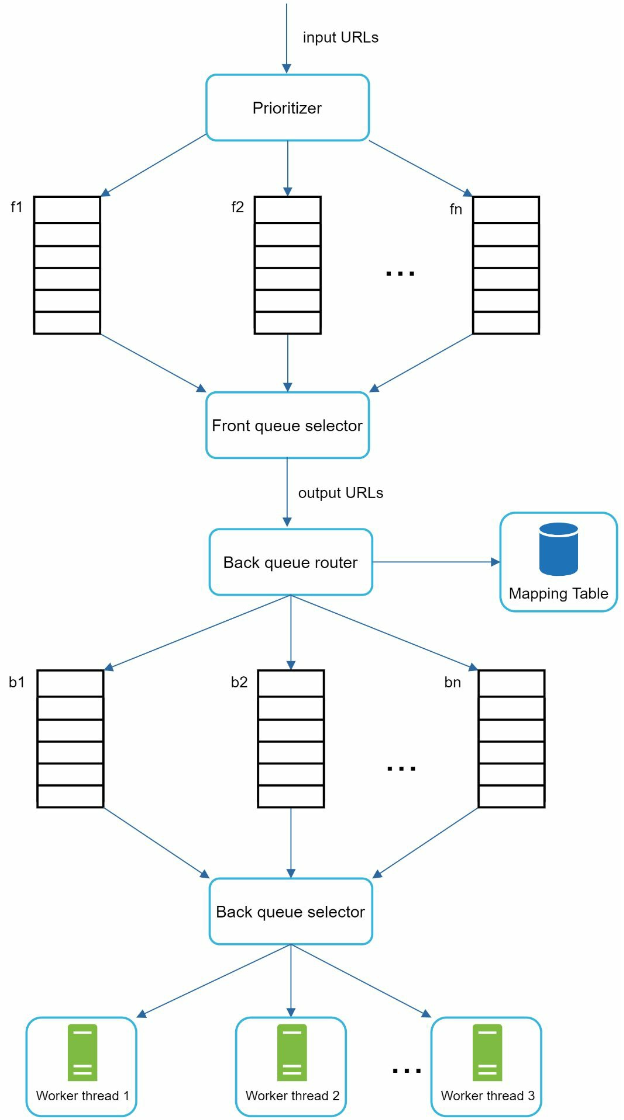 input URLs
Prioritizer
f1
f2
fn
...
Front queue selector
output URLs
Back queue router
Mapping Table
b1
b2
bn
...
Back queue selector
...
Worker thread 1
Worker thread 2
Worker thread 3